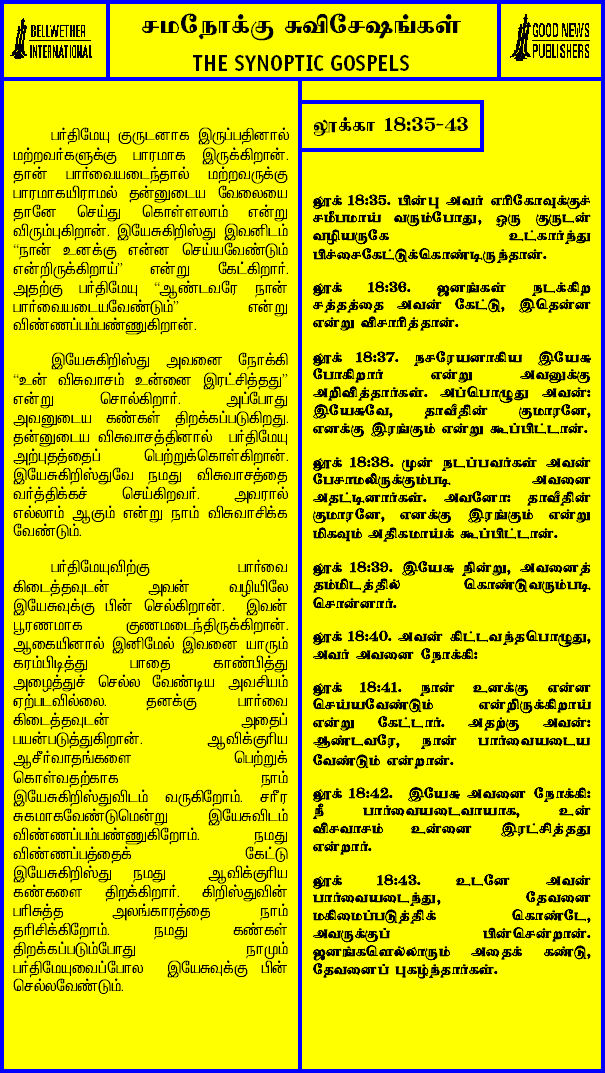 BELLWETHER
INTERNATIONAL
சமநோக்கு சுவிசேஷங்கள்
THE SYNOPTIC GOSPELS
GOOD NEWS
PUBLISHERS
பர்திமேயு குருடனாக இருப்பதினால்
மற்றவர்களுக்கு பாரமாக இருக்கிறான்.
தான் பார்வையடைந்தால் மற்றவருக்கு
பாரமாகயிராமல் தன்னுடைய வேலையை
தானே செய்து கொள்ளலாம் என்று
விரும்புகிறான். இயேசுகிறிஸ்து இவனிடம்
“நான் உனக்கு என்ன செய்யவேண்டும்
என்றிருக்கிறாய்” என்று கேட்கிறார்.
அதற்கு பர்திமேயு “ஆண்டவரே நான்
பார்வையடையவேண்டும்” என்று
விண்ணப்பம்பண்ணுகிறான்.
இயேசுகிறிஸ்து அவனை நோக்கி
“உன் விசுவாசம் உன்னை இரட்சித்தது”
என்று சொல்கிறார். அப்போது
அவனுடைய கண்கள் திறக்கப்படுகிறது.
தன்னுடைய விசுவாசத்தினால் பர்திமேயு
அற்புதத்தைப் பெற்றுக்கொள்கிறான்.
இயேசுகிறிஸ்துவே நமது விசுவாசத்தை
வர்த்திக்கச் செய்கிறவர். அவரால்
எல்லாம் ஆகும் என்று நாம் விசுவாசிக்க
வேண்டும்.
பர்திமேயுவிற்கு பார்வை
கிடைத்தவுடன் அவன் வழியிலே
இயேசுவுக்கு பின் செல்கிறான். இவன்
பூரணமாக குணமடைந்திருக்கிறான்.
ஆகையினால் இனிமேல் இவனை யாரும்
கரம்பிடித்து பாதை காண்பித்து
அழைத்துச் செல்ல வேண்டிய அவசியம்
ஏற்படவில்லை. தனக்கு பார்வை
கிடைத்தவுடன் அதைப்
பயன்படுத்துகிறான். ஆவிக்குரிய
ஆசீர்வாதங்களை பெற்றுக்
கொள்வதற்காக நாம்
இயேசுகிறிஸ்துவிடம் வருகிறோம். சரீர
சுகமாகவேண்டுமென்று இயேசுவிடம்
விண்ணப்பம்பண்ணுகிறோம். நமது
விண்ணப்பத்தைக் கேட்டு
இயேசுகிறிஸ்து நமது ஆவிக்குரிய
கண்களை திறக்கிறார். கிறிஸ்துவின்
பரிசுத்த அலங்காரத்தை நாம்
தரிசிக்கிறோம். நமது கண்கள்
திறக்கப்படும்போது நாமும்
பர்திமேயுவைப்போல இயேசுவுக்கு பின்
செல்லவேண்டும்.
லூக்கா 18:35-43
லூக் 18:35. பின்பு அவர் எரிகோவுக்குச்
சமீபமாய் வரும்போது, ஒரு குருடன்
வழியருகே உட்கார்ந்து
பிச்சைகேட்டுக்கொண்டிருந்தான்.
லூக் 18:36. ஜனங்கள் நடக்கிற
சத்தத்தை அவன் கேட்டு, இதென்ன
என்று விசாரித்தான்.
லூக் 18:37. நசரேயனாகிய இயேசு
போகிறார் என்று அவனுக்கு
அறிவித்தார்கள். அப்பொழுது அவன்:
இயேசுவே, தாவீதின் குமாரனே,
எனக்கு இரங்கும் என்று கூப்பிட்டான்.
லூக் 18:38. முன் நடப்பவர்கள் அவன்
பேசாமலிருக்கும்படி அவனை
அதட்டினார்கள். அவனோ: தாவீதின்
குமாரனே, எனக்கு இரங்கும் என்று
மிகவும் அதிகமாய்க் கூப்பிட்டான்.
லூக் 18:39. இயேசு நின்று, அவனைத்
தம்மிடத்தில் கொண்டுவரும்படி
சொன்னார்.
லூக் 18:40. அவன் கிட்டவந்தபொழுது,
அவர் அவனை நோக்கி:
லூக் 18:41. நான் உனக்கு என்ன
செய்யவேண்டும் என்றிருக்கிறாய்
என்று கேட்டார். அதற்கு அவன்:
ஆண்டவரே, நான் பார்வையடைய
வேண்டும் என்றான்.
லூக் 18:42. இயேசு அவனை நோக்கி:
நீ பார்வையடைவாயாக, உன்
விசவாசம் உன்னை இரட்சித்தது
என்றார்.
லூக் 18:43. உடனே அவன்
பார்வையடைந்து, தேவனை
மகிமைப்படுத்திக் கொண்டே,
அவருக்குப் பின்சென்றான்.
ஜனங்களெல்லாரும் அதைக் கண்டு,
தேவனைப் புகழ்ந்தார்கள்.